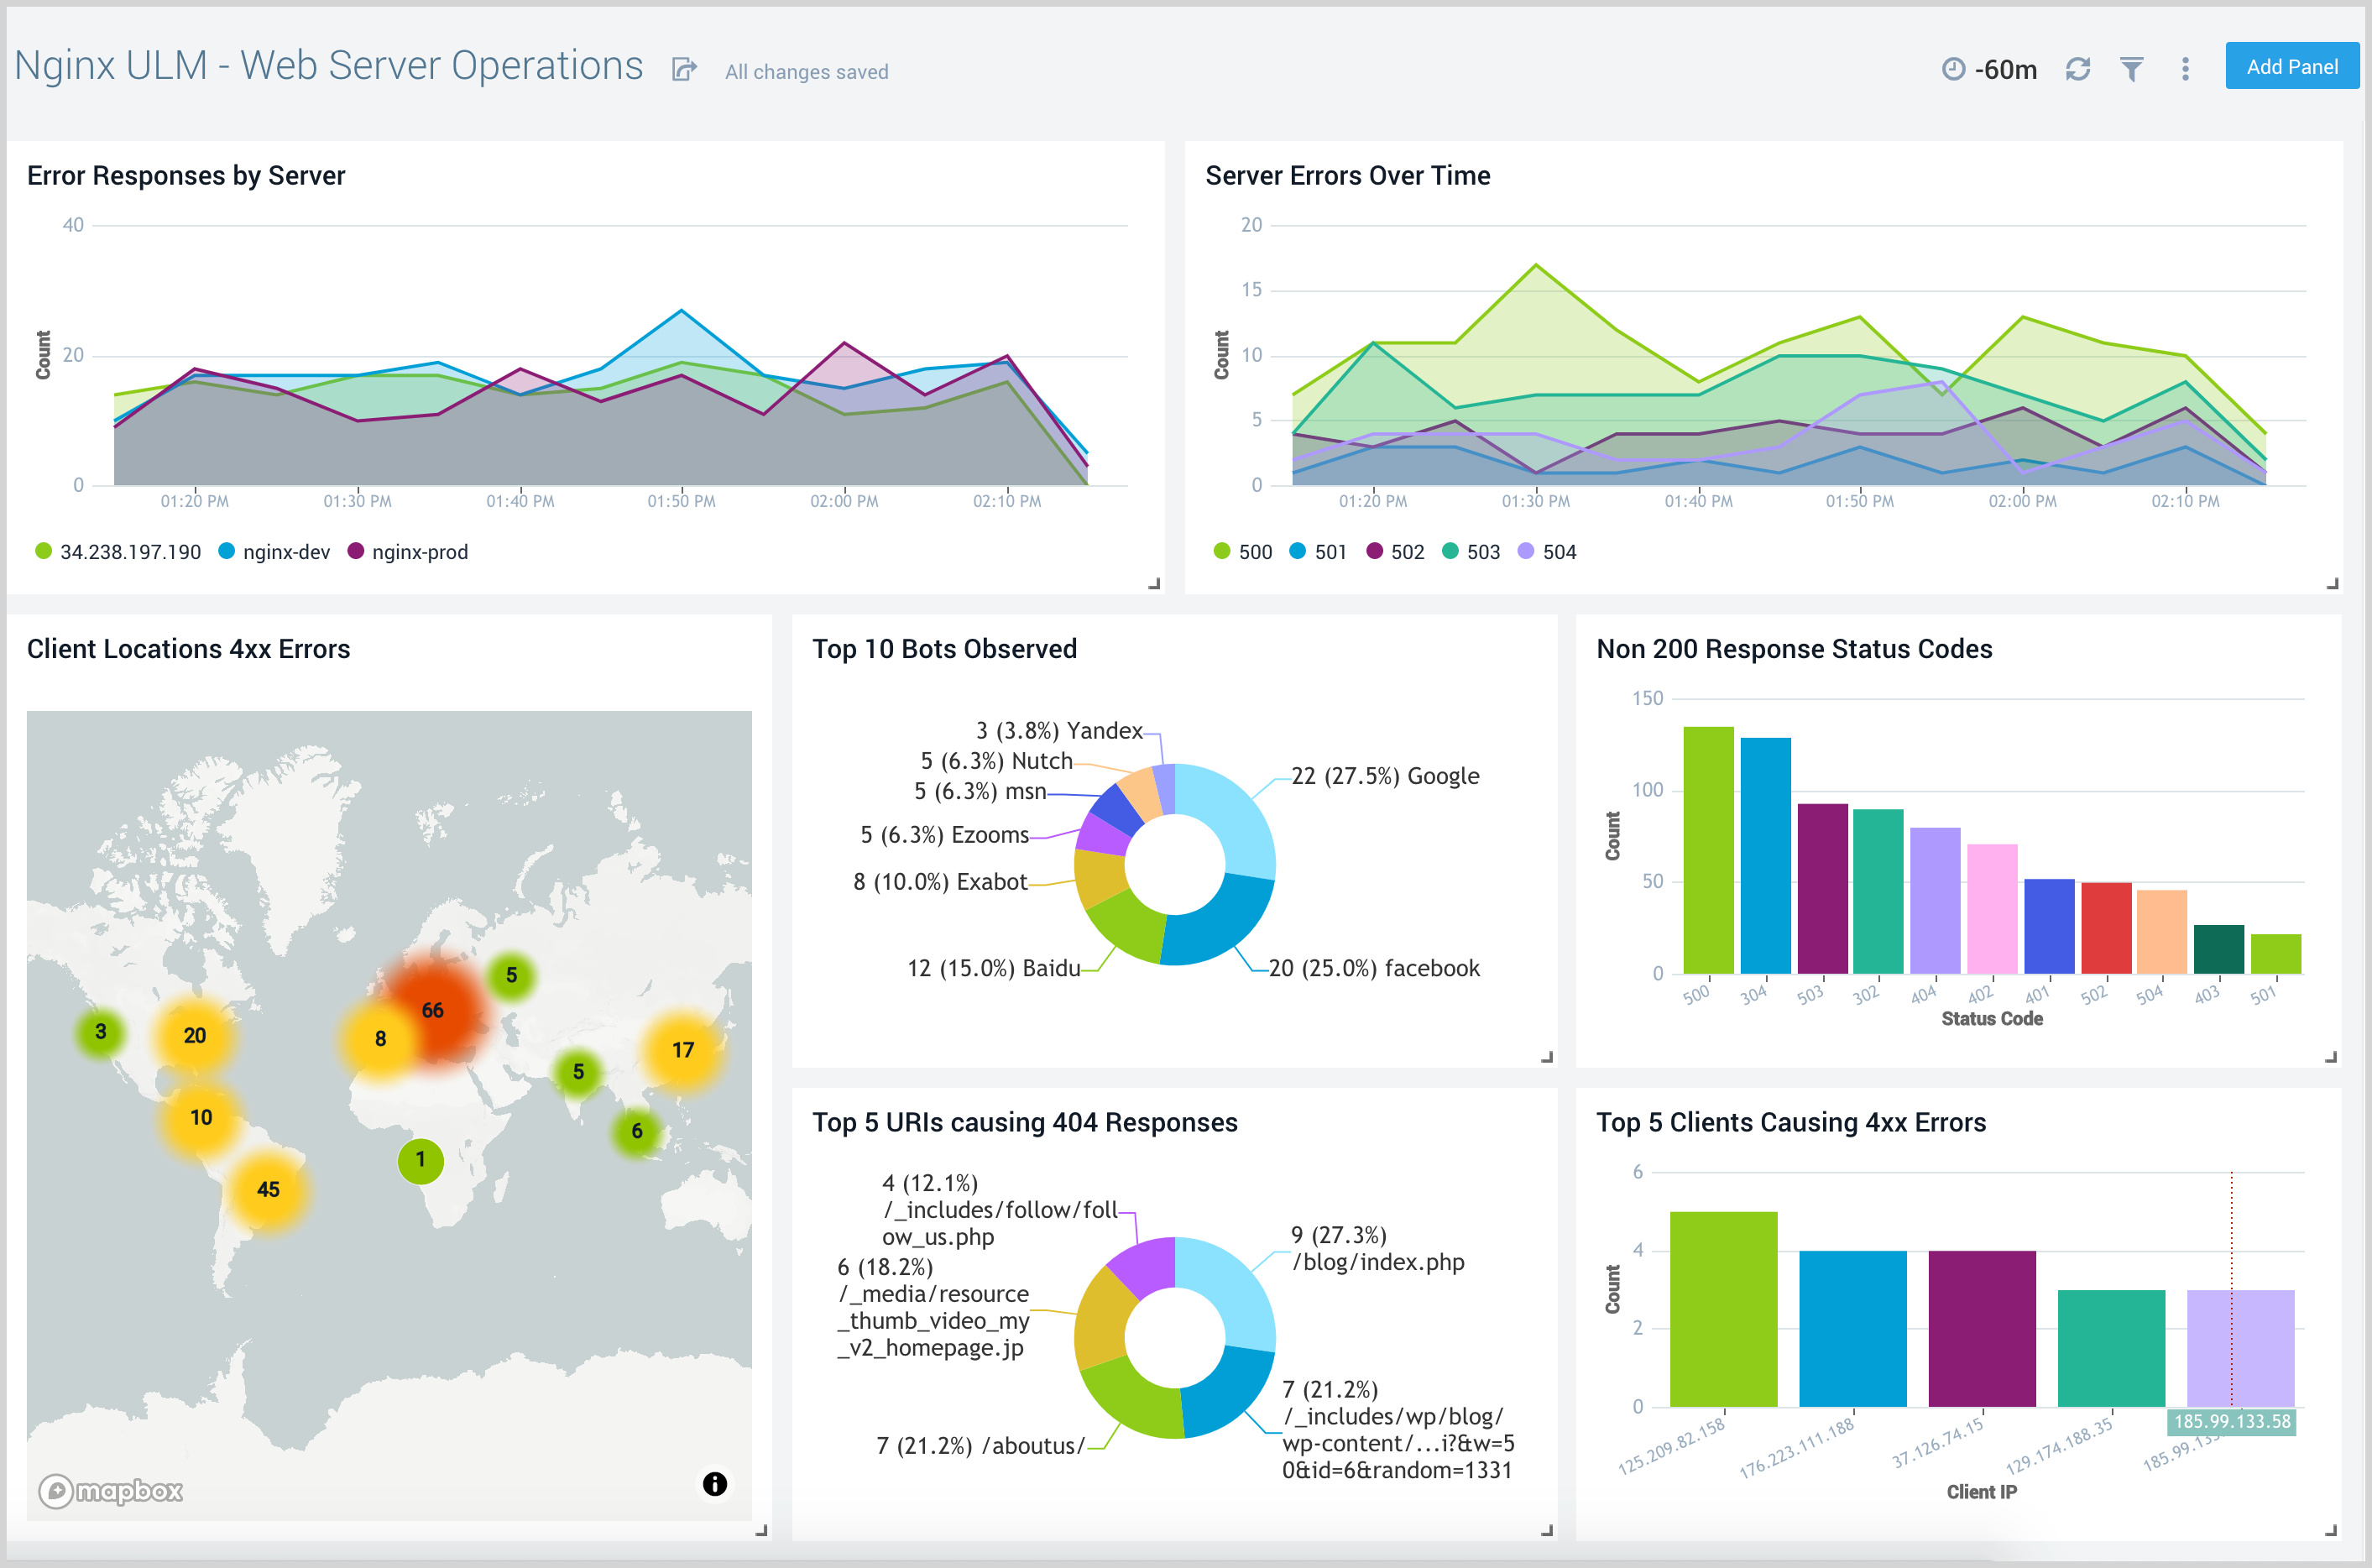 Nginx ULM - Web Server Operations
All changes saved
-60m
Add Panel
Error Responses by Server
40
20
0
Count
01:20 PM 01:30 PM 01:40 PM 01:50 PM 02:00 PM 02:10 PM
34.238.197.190 nginx-dev nginx-prod
Server Errors Over Time
20
15
10
5
0
Count
01:20 PM 01:30 PM 01:40 PM 01:50 PM 02:00 PM 02:10 PM
500 501 502 503 504
Client Locations 4xx Errors
5
66
3
20
8
17
5
10
6
1
45
mapbox
Top 10 Bots Observed
3 (3.8%) Yandex
5 (6.3%) Nutch
22 (27.5%) Google
5 (6.3%) msn
5 (6.3%) Ezooms
8 (10.0%) Exabot
12 (15.0%) Baidu
20 (25.0%) facebook
Non 200 Response Status Codes
150
100
50
0
Count
500 304 503 302 404 402 401 502 504 403 501
Status Code
Top 5 URIs causing 404 Responses
4 (12.1%)
/_includes/follow/foll
ow_us.php
9 (27.3%)
/blog/index.php
6 (18.2%)
/_media/resource
_thumb_video_my
_v2_homepage.jp
7 (21.2%)
/_includes/wp/blog/
wp-content/...i?&tw=5
0&id=6&random=1331
7 (21.2%) /aboutus/
Top 5 Clients Causing 4xx Errors
6
4
2
0
Count
125.209.82.158 176.223.111.188 37.126.74.15 129.174.188.35
185.99.133.58
Client IP